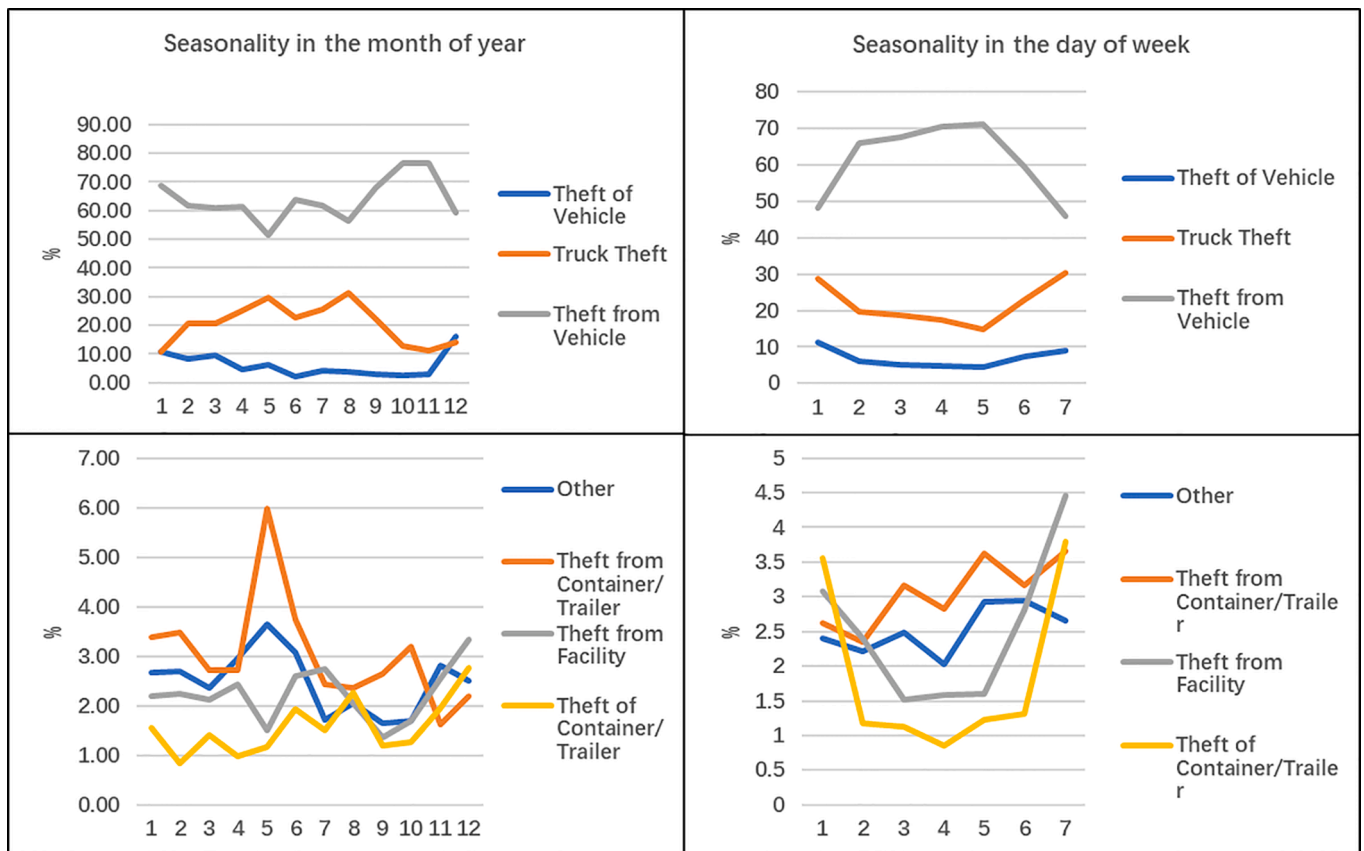 Seasonality in the month of year
90.00
80.00
70.00
60.00
50.00
40.00
30.00
20.00
10.00
0.00
%
1 2 3 4 5 6 7 8 9 10 11 12
Theft of
Vehicle
Truck Theft
Theft from
Vehicle
Seasonality in the day of week
80
70
60
50
40
30
20
10
0
%
1 2 3 4 5 6 7
Theft of Vehicle
Truck Theft
Theft from
Vehicle
7.00
6.00
5.00
4.00
3.00
2.00
1.00
0.00
%
1 2 3 4 5 6 7 8 9 10 11 12
Other
Theft from
Container/
Trailer
Theft from
Facility
Theft of
Container/
Trailer
5
4.5
4
3.5
3
2.5
2
1.5
1
0.5
0
%
1 2 3 4 5 6 7
Other
Theft from
Container/Traile
r
Theft from
Facility
Theft of
Container/Traile
r